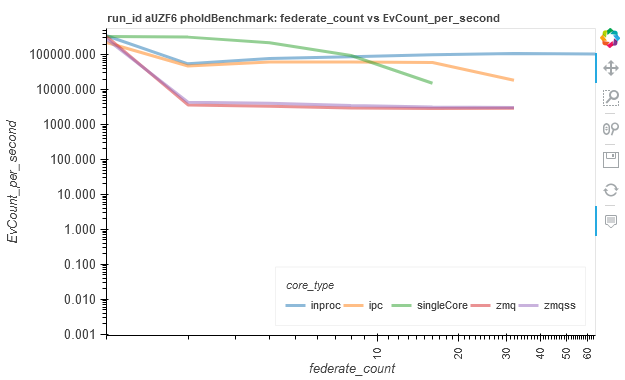 run_id aUZF6 pholdBenchmark: federate_count vs EvCount_per_second
EvCount_per_second
100000.000
10000.000
1000.000
100.000
10.000
1.000
0.100
0.010
0.001
core_type
inproc ipc singleCore zmq zmqss
10 20 30 40 50 60
federate_count